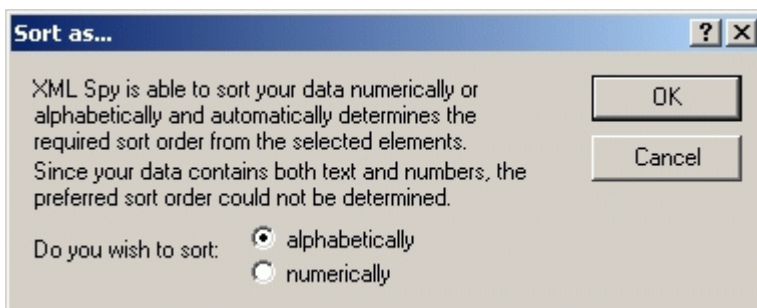 Sort as...
XML Spy is able to sort your data numerically or
alphabetically and automatically determines the
required sort order from the selected elements.
Since your data contains both text and numbers, the
preferred sort order could not be determined.
OK
Cancel
Do you wish to sort:
alphabetically
numerically